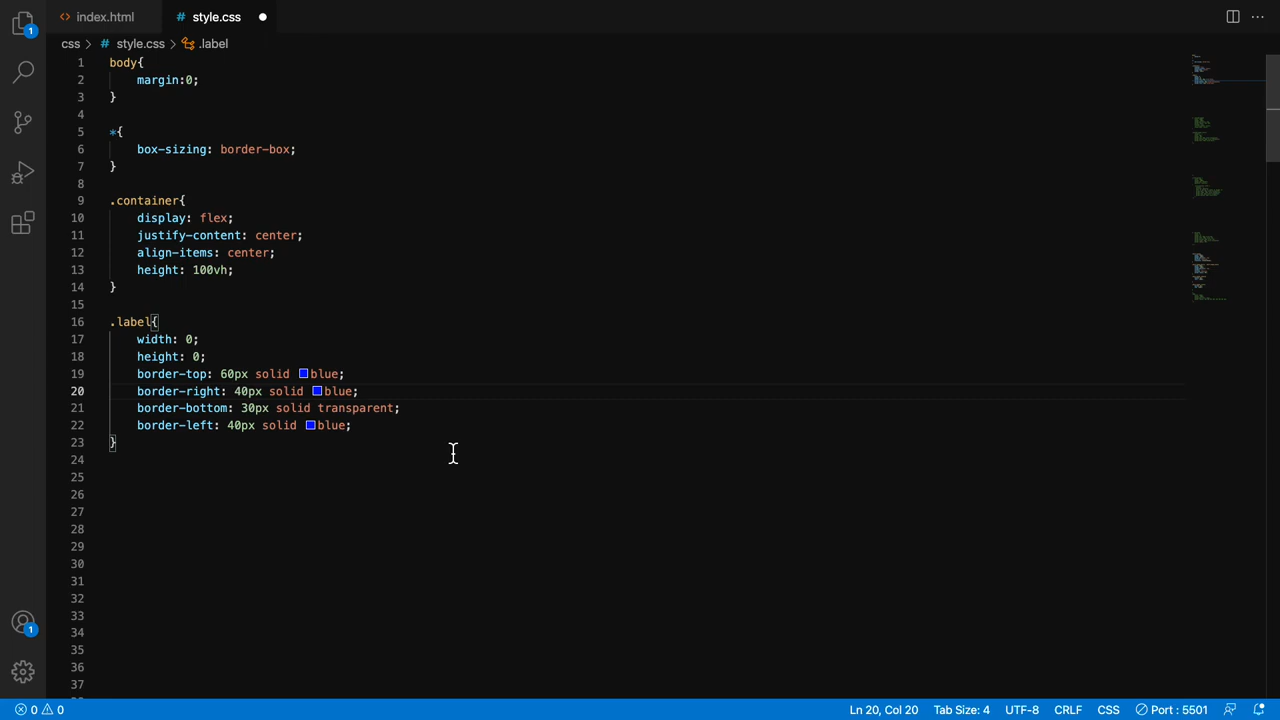 index.html
style.css
css > style.css > .label
1 body{
2 margin:0;
3 }
4
5 *{
6 box-sizing: border-box;
7 }
8
9 .container{
10 display: flex;
11 justify-content: center;
12 align-items: center;
13 height: 100vh;
14 }
15
16 .label{
17 width: 0;
18 height: 0;
19 border-top: 60px solid blue;
20 border-right: 40px solid blue;
21 border-bottom: 30px solid transparent;
22 border-left: 40px solid blue;
23 }
24
25
26
27
28
29
30
31
32
33
34
35
36
37
1
1
0 0
Ln 20, Col 20 Tab Size: 4 UTF-8 CRLF CSS Port : 5501